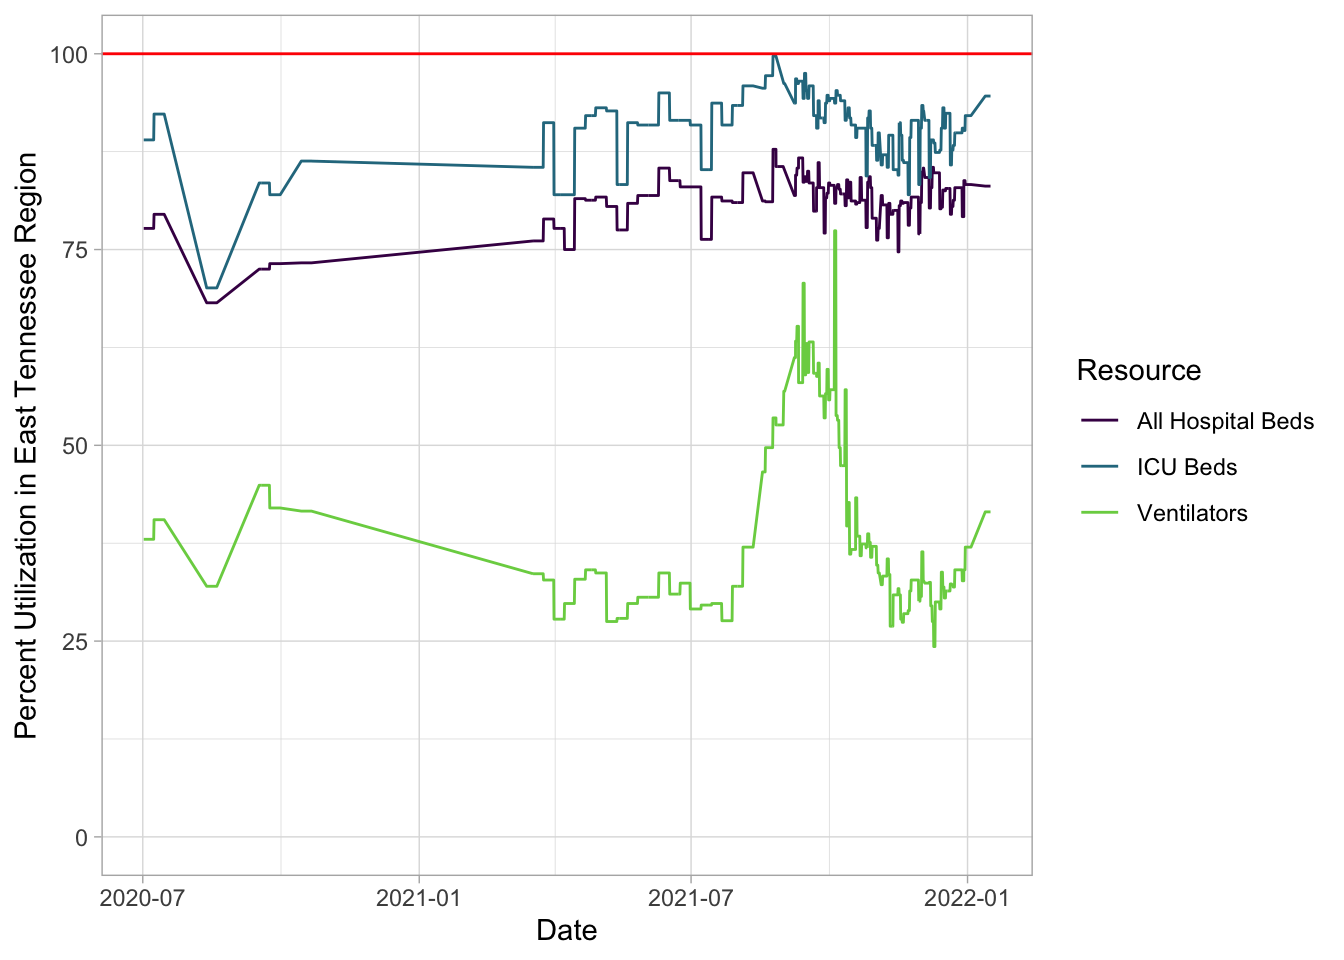 Percent Utilization in East Tennessee Region
100
75
50
25
0
2020-07
2021-01
2021-07
2022-01
Date
Resource
All Hospital Beds
ICU Beds
Ventilators